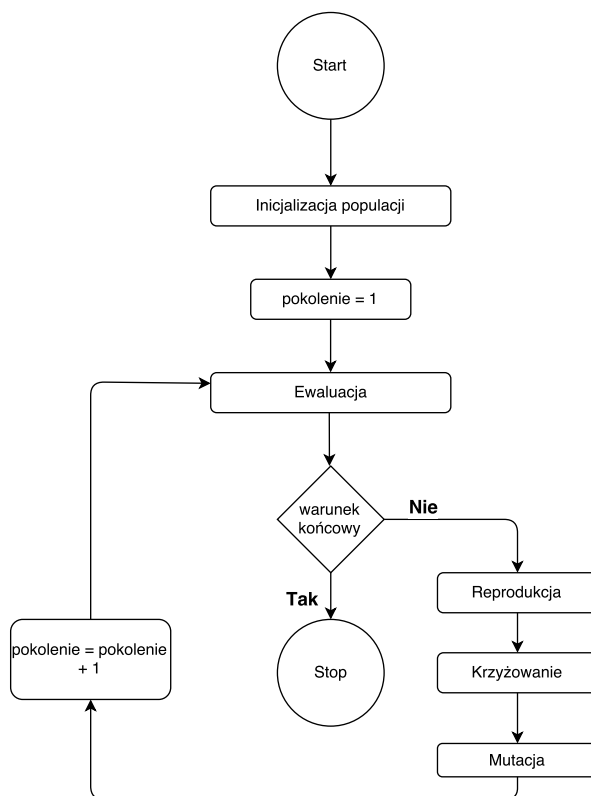 Start
Inicjalizacja populacji
pokolenie = 1
Ewaluacja
warunek
końcowy
Nie
Tak
Reprodukcja
Krzyżowanie
Mutacja
Stop
pokolenie = pokolenie
+ 1